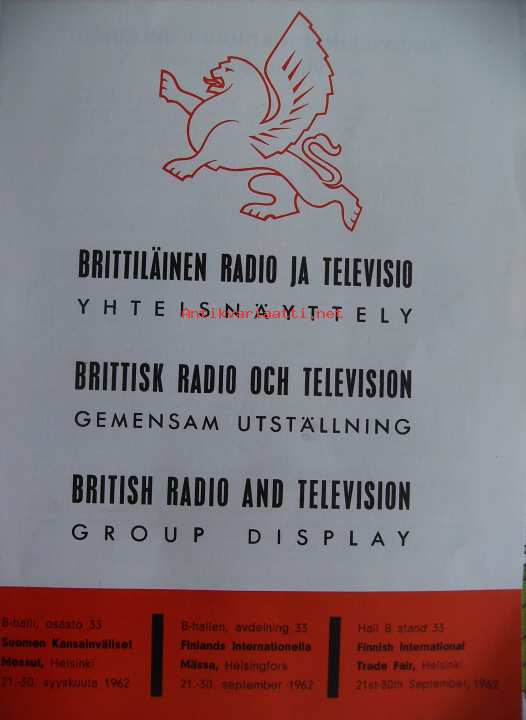 BRITTILÄINEN RADIO JA TELEVISIO
YHTEISNÄYTTELY
Antikvariaatti.net
BRITTISK RADIO OCH TELEVISION
GEMENSAM UTSTÄLLNING
BRITISH RADIO AND TELEVISION
GROUP DISPLAY
B-halli, osasto 33
Suomen Kansainväliset
Messut, Helsinki
21.-30. syyskuuta 1962
B-hallen, avdelning 33
Finlands Internationella
Mässa, Helsingfors
21.-30. september 1962
Hall B stand 33
Finnish International
Trade Fair, Helsinki
21st-30th September, 1962